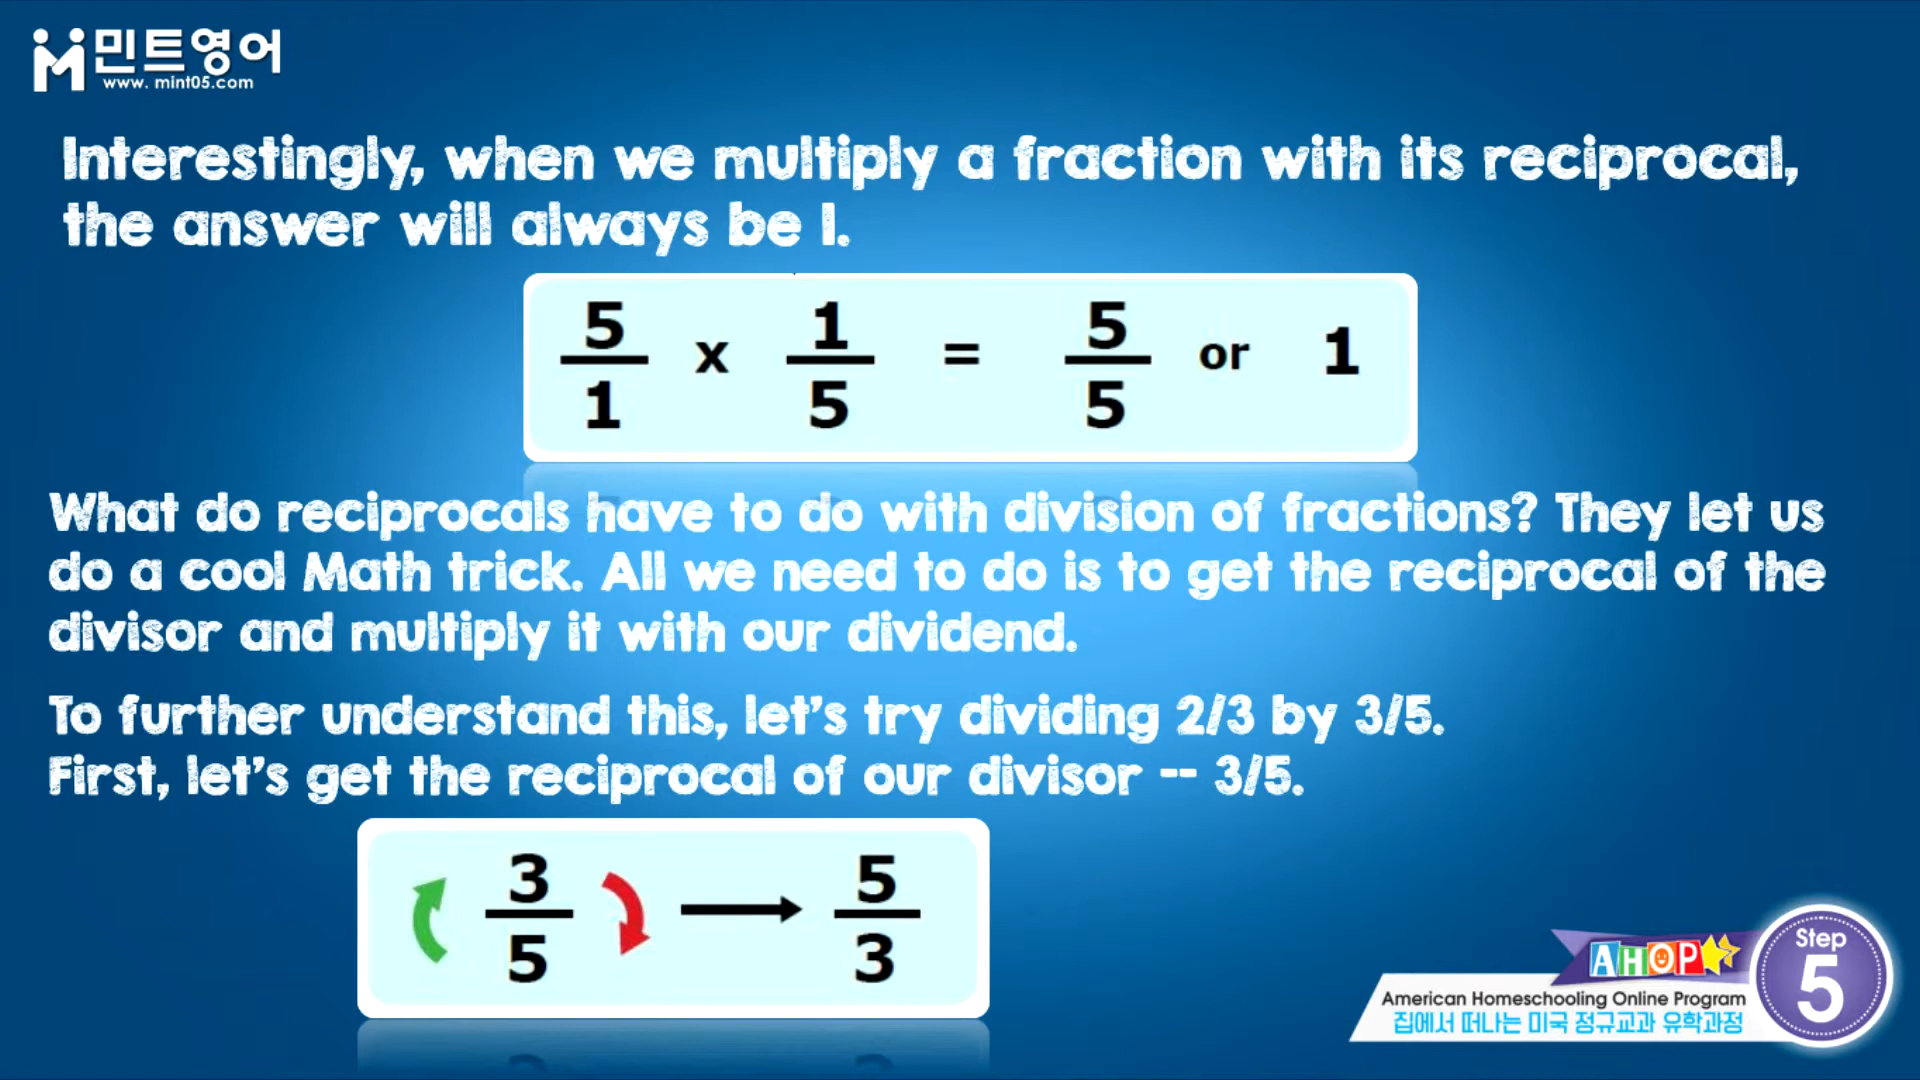 민트영어
www. mint05.com
Interestingly, when we multiply a fraction with its reciprocal,
the answer will always be 1.
5/1 x 1/5 = 5/5 or 1
What do reciprocals have to do with division of fractions? They let us
do a cool Math trick. All we need to do is to get the reciprocal of the
divisor and multiply it with our dividend.
To further understand this, let's try dividing 2/3 by 3/5.
First, let's get the reciprocal of our divisor -- 3/5.
3/5 → 5/3
AHOP
Step
5
American Homeschooling Online Program
집에서 떠나는 미국 정규교과 유학과정